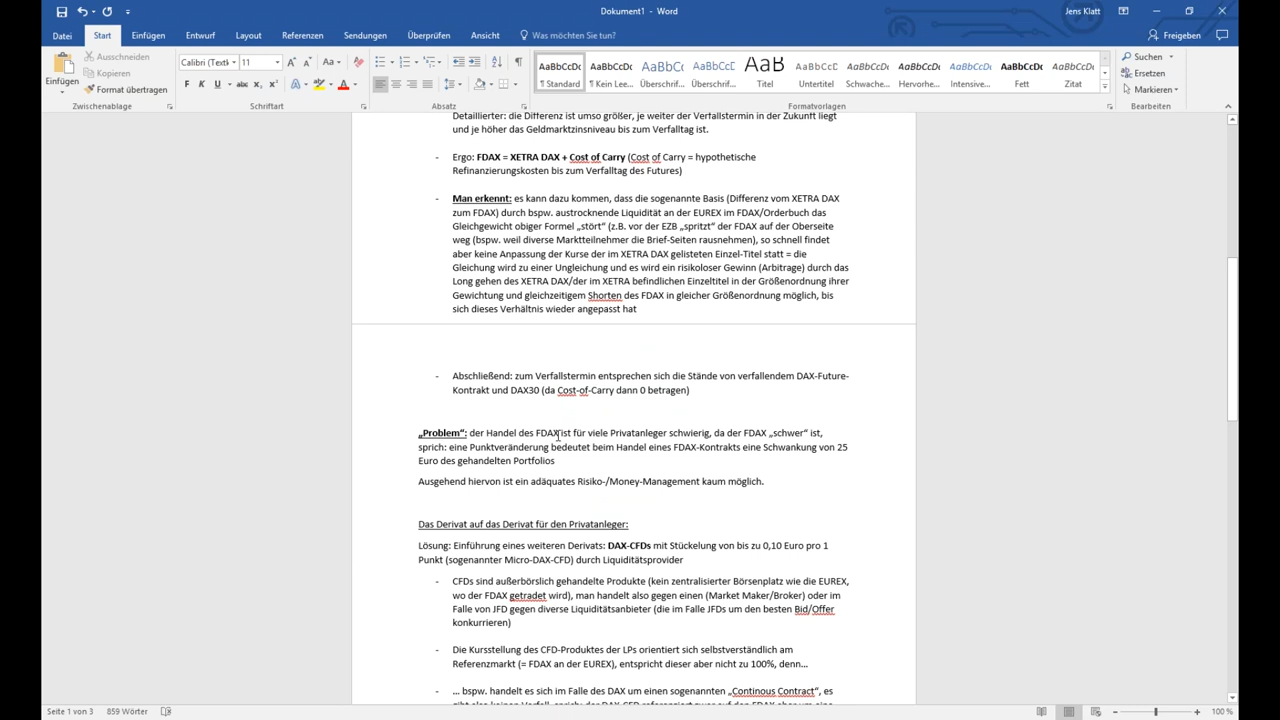 Dokument1 - Word
Jens Klatt
Datei Start Einfügen Entwurf Layout Referenzen Sendungen Überprüfen Ansicht Was möchten Sie tun? Freigeben
Einfügen
Ausschneiden
Kopieren
Format übertragen
Zwischenablage
Calibri (Textk 11
F K U abc x₂ x²
Schriftart
Absatz
AaBbCcDc AaBbCcDc AaBbCc AaBbCcD AaB AaBbCcD AaBbCcDc AaBbCcDc AaBbCcDc AaBbCcDc AaBbCcDc
¶ Standard ¶ Kein Lee... Überschrif... Überschrif... Titel Untertitel Schwache... Hervorhe... Intensive... Fett Zitat
Formatvorlagen
Suchen
Ersetzen
Markieren
Bearbeiten
Detaillierter: die Differenz ist umso größer, je weiter der Verfallstermin in der Zukunft liegt
und je höher das Geldmarktzinsniveau bis zum Verfalltag ist.
- Ergo: FDAX = XETRA DAX + Cost of Carry (Cost of Carry = hypothetische
Refinanzierungskosten bis zum Verfalltag des Futures)
- Man erkennt: es kann dazu kommen, dass die sogenannte Basis (Differenz vom XETRA DAX
zum FDAX) durch bspw. austrocknende Liquidität an der EUREX im FDAX/Orderbuch das
Gleichgewicht obiger Formel „stört“ (z.B. vor der EZB „spritzt“ der FDAX auf der Oberseite
weg (bspw. weil diverse Marktteilnehmer die Brief-Seiten rausnehmen), so schnell findet
aber keine Anpassung der Kurse der im XETRA DAX gelisteten Einzel-Titel statt = die
Gleichung wird zu einer Ungleichung und es wird ein risikoloser Gewinn (Arbitrage) durch das
Long gehen des XETRA DAX/der im XETRA befindlichen Einzeltitel in der Größenordnung ihrer
Gewichtung und gleichzeitigem Shorten des FDAX in gleicher Größenordnung möglich, bis
sich dieses Verhältnis wieder angepasst hat
- Abschließend: zum Verfallstermin entsprechen sich die Stände von verfallendem DAX-Future-
Kontrakt und DAX30 (da Cost-of-Carry dann 0 betragen)
„Problem“: der Handel des FDAX ist für viele Privatanleger schwierig, da der FDAX „schwer“ ist,
sprich: eine Punktveränderung bedeutet beim Handel eines FDAX-Kontrakts eine Schwankung von 25
Euro des gehandelten Portfolios
Ausgehend hiervon ist ein adäquates Risiko-/Money-Management kaum möglich.
Das Derivat auf das Derivat für den Privatanleger:
Lösung: Einführung eines weiteren Derivats: DAX-CFDs mit Stückelung von bis zu 0,10 Euro pro 1
Punkt (sogenannter Micro-DAX-CFD) durch Liquiditätsprovider
- CFDs sind außerbörslich gehandelte Produkte (kein zentralisierter Börsenplatz wie die EUREX,
wo der FDAX getradet wird), man handelt also gegen einen (Market Maker/Broker) oder im
Falle von JFD gegen diverse Liquiditätsanbieter (die im Falle JFDs um den besten Bid/Offer
konkurrieren)
- Die Kursstellung des CFD-Produktes der LPs orientiert sich selbstverständlich am
Referenzmarkt (= FDAX an der EUREX), entspricht dieser aber nicht zu 100%, denn...
- ... bspw. handelt es sich im Falle des DAX um einen sogenannten „Continous Contract“, es
Seite 1 von 3 859 Wörter
100 %